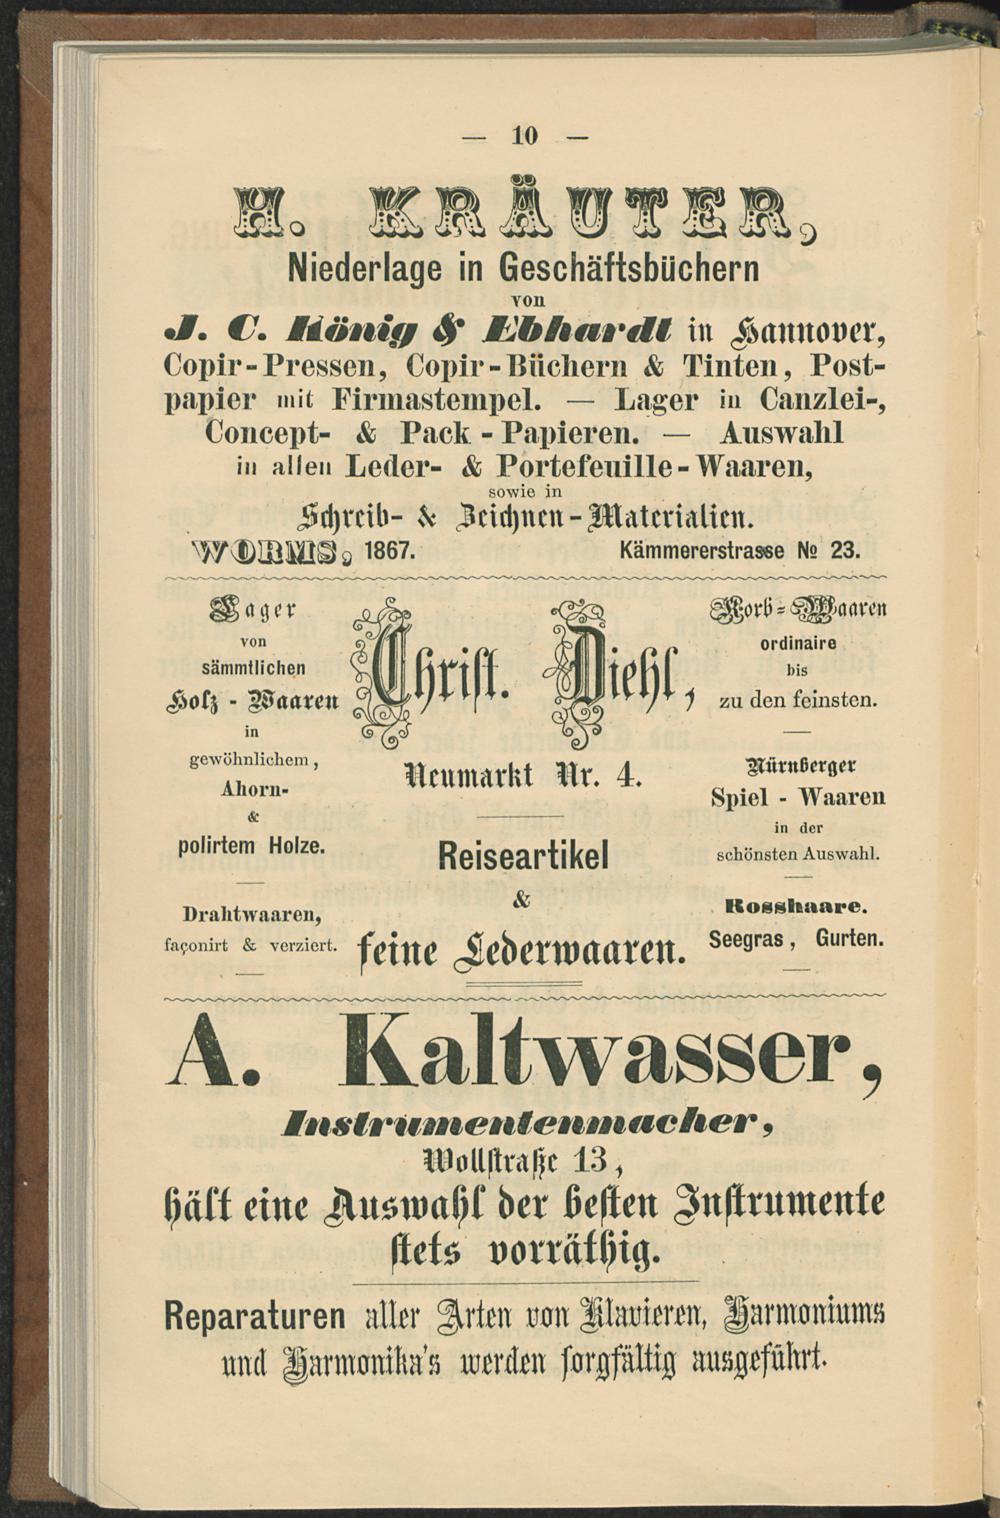 — 10 —
H. KRÄUTER,
Niederlage in Geschäftsbüchern
von
J. C. König & Ebhardt in Hannover,
Copir-Pressen, Copir-Büchern & Tinten, Post-
papier mit Firmastempel. — Lager in Canzlei-,
Concept- & Pack-Papieren. — Auswahl
in allen Leder- & Portefeuille-Waaren,
sowie in
Schreib- & Zeichnen-Materialien.
WORMS, 1867. Kämmererstrasse No 23.
Lager
von
sämmtlichen
Holz-Waaren
in
gewöhnlichem,
Ahorn-
&
polirtem Holze.
Drahtwaaren,
façonirt & verziert.
Christ. Diehl,
Neumarkt Nr. 4.
Reiseartikel
&
feine Lederwaaren.
Korb-Waaren
ordinaire
bis
zu den feinsten.
Nürnberger
Spiel-Waaren
in der
schönsten Auswahl.
Rosshaare.
Seegras, Gurten.
A. Kaltwasser,
Instrumentenmacher,
Wollstraße 13,
hält eine Auswahl der besten Instrumente
stets vorräthig.
Reparaturen aller Arten von Klavieren, Harmoniums
und Harmonika's werden sorgfältig ausgeführt.